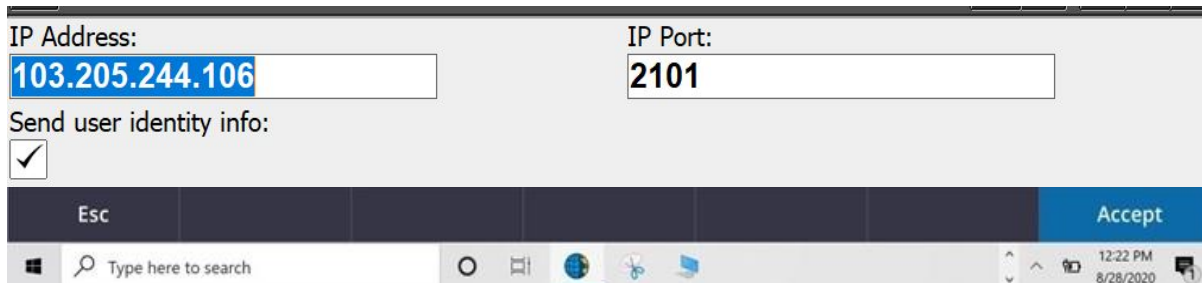 IP Address: IP Port:
103.205.244.106 2101
Send user identity info:
Esc Accept
Type here to search 12:22 PM
8/28/2020
1